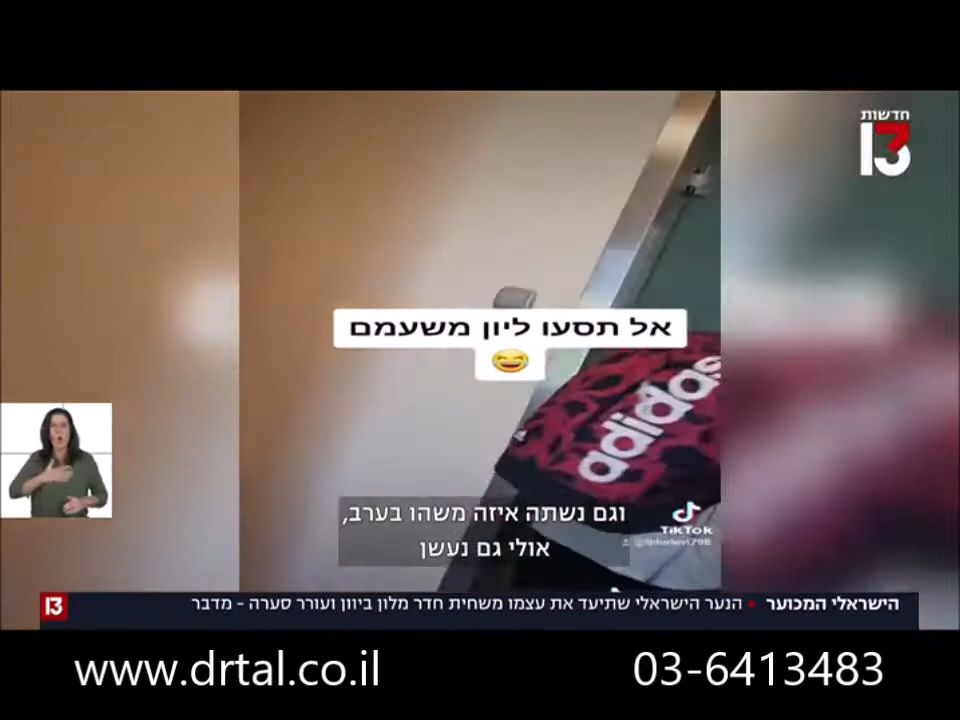 חדשות
13
אל תסעו ליון משעמם
😂
adidas
וגם נשתה איזה משהו בערב,
אולי גם נעשן
TikTok
13
הישראלי המכוער • הנער הישראלי שתיעד את עצמו משחית חדר מלון ביוון ועורר סערה - מדבר
www.drtal.co.il
03-6413483